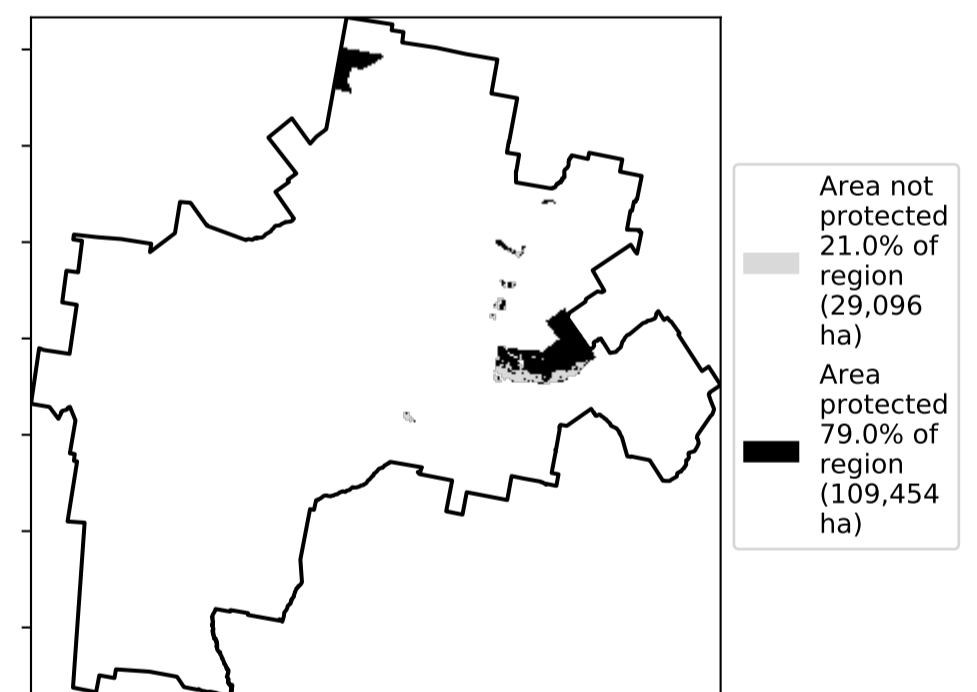 Area not
protected
21.0% of
region
(29,096
ha)
Area
protected
79.0% of
region
(109,454
ha)